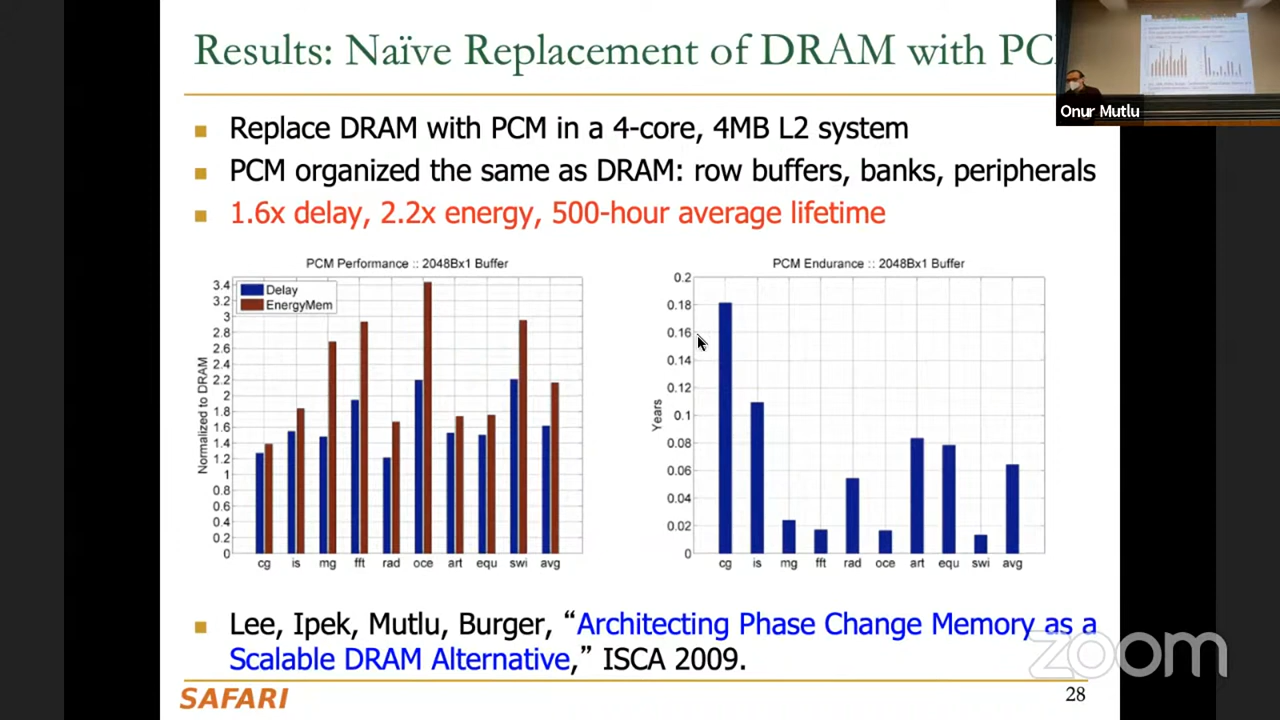 Results: Naïve Replacement of DRAM with PC
Onur Mutlu
Replace DRAM with PCM in a 4-core, 4MB L2 system
PCM organized the same as DRAM: row buffers, banks, peripherals
1.6x delay, 2.2x energy, 500-hour average lifetime
PCM Performance :: 2048Bx1 Buffer
Delay
EnergyMem
Normalized to DRAM
3.4
3.2
3
2.8
2.6
2.4
2.2
2
1.8
1.6
1.4
1.2
1
0.8
0.6
0.4
0.2
0
cg is mg fft rad oce art equ swi avg
PCM Endurance :: 2048Bx1 Buffer
Years
0.2
0.18
0.16
0.14
0.12
0.1
0.08
0.06
0.04
0.02
0
cg is mg fft rad oce art equ swi avg
Lee, Ipek, Mutlu, Burger, “Architecting Phase Change Memory as a
Scalable DRAM Alternative,” ISCA 2009.
zoom
SAFARI
28